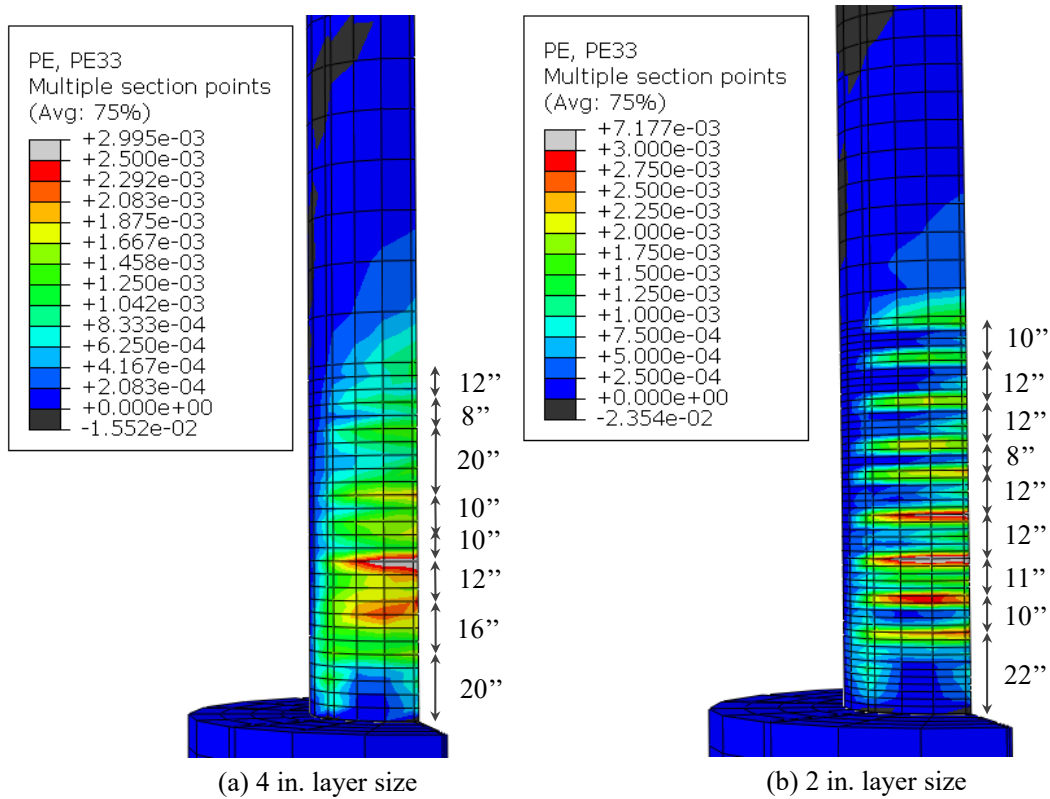 PE, PE33
Multiple section points
(Avg: 75%)
+2.995e-03
+2.500e-03
+2.292e-03
+2.083e-03
+1.875e-03
+1.667e-03
+1.458e-03
+1.250e-03
+1.042e-03
+8.333e-04
+6.250e-04
+4.167e-04
+2.083e-04
+0.000e+00
-1.552e-02
12’’
8’’
20’’
10’’
10’’
12’’
16’’
20’’
(a) 4 in. layer size
PE, PE33
Multiple section points
(Avg: 75%)
+7.177e-03
+3.000e-03
+2.750e-03
+2.500e-03
+2.250e-03
+2.000e-03
+1.750e-03
+1.500e-03
+1.250e-03
+1.000e-03
+7.500e-04
+5.000e-04
+2.500e-04
+0.000e+00
-2.354e-02
10’’
12’’
12’’
8’’
12’’
12’’
11’’
10’’
22’’
(b) 2 in. layer size